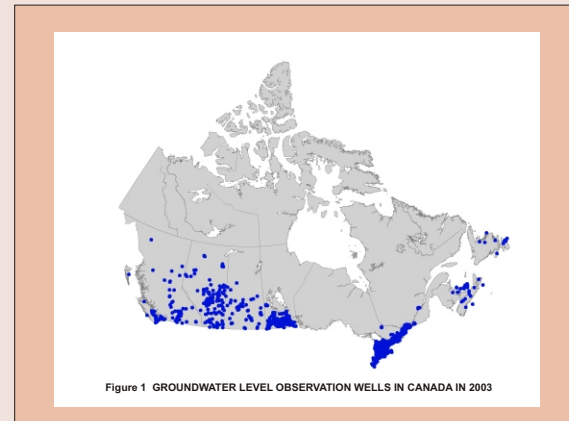 Figure 1 GROUNDWATER LEVEL OBSERVATION WELLS IN CANADA IN 2003